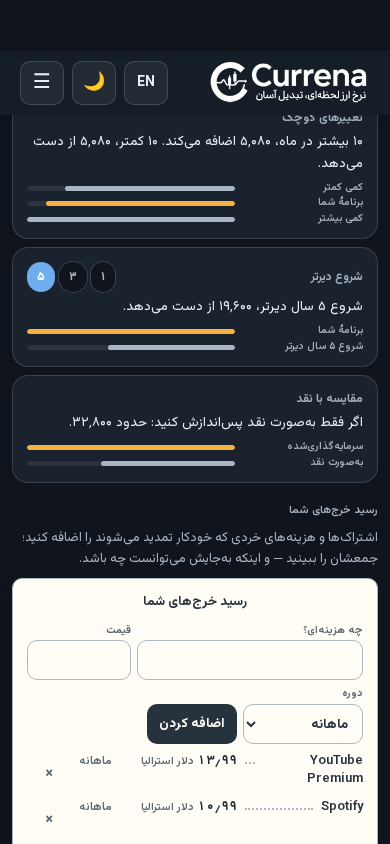 EN
Currena
نرخ ارز لحظه‌ای، تبدیل آسان
تغییرهای کوچک
۱۰ بیشتر در ماه، ۵,۰۸۰ اضافه می‌کند. ۱۰ کمتر، ۵,۰۸۰ از دست
می‌دهد.
کمی کمتر
برنامهٔ شما
کمی بیشتر
شروع دیرتر
۱ ۳ ۵
شروع ۵ سال دیرتر، ۱۹,۶۰۰ از دست می‌دهد.
برنامهٔ شما
شروع ۵ سال دیرتر
مقایسه با نقد
اگر فقط به‌صورت نقد پس‌اندازش کنید: حدود ۳۲,۸۰۰.
سرمایه‌گذاری‌شده
به‌صورت نقد
رسید خرج‌های شما
اشتراک‌ها و هزینه‌های خردی که خودکار تمدید می‌شوند را اضافه کنید؛
جمعشان را ببینید — و اینکه به‌جایش می‌توانست چه باشد.
رسید خرج‌های شما
چه هزینه‌ای؟ قیمت
دوره
ماهانه اضافه کردن
YouTube Premium ... ۱۳٫۹۹ دلار استرالیا ماهانه ×
Spotify ... ۱۰٫۹۹ دلار استرالیا ماهانه ×